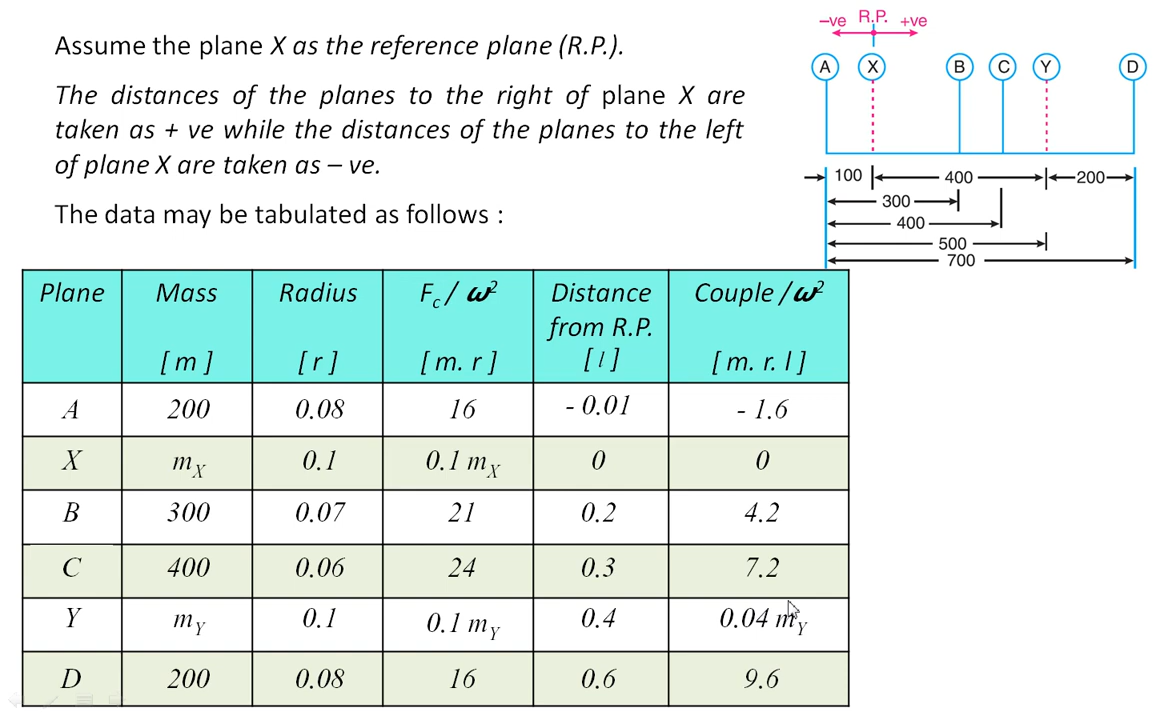 Assume the plane X as the reference plane (R.P.).
The distances of the planes to the right of plane X are
taken as + ve while the distances of the planes to the left
of plane X are taken as – ve.
The data may be tabulated as follows :
–ve R.P. +ve
A X B C Y D
100 400 200
300
400
500
700
Plane Mass Radius F_c / ω² Distance Couple / ω²
from R.P.
[ m ] [ r ] [ m. r ] [ l ] [ m. r. l ]
A 200 0.08 16 - 0.01 - 1.6
X m_X 0.1 0.1 m_X 0 0
B 300 0.07 21 0.2 4.2
C 400 0.06 24 0.3 7.2
Y m_Y 0.1 0.1 m_Y 0.4 0.04 m_Y
D 200 0.08 16 0.6 9.6